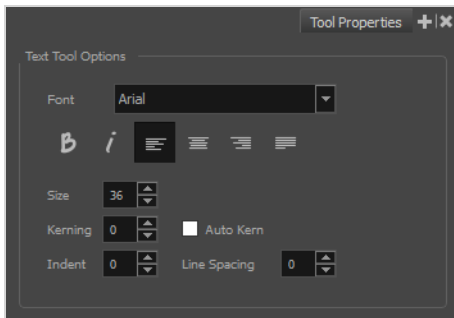 Tool Properties
Text Tool Options
Font Arial
B i
Size 36
Kerning 0 Auto Kern
Indent 0 Line Spacing 0